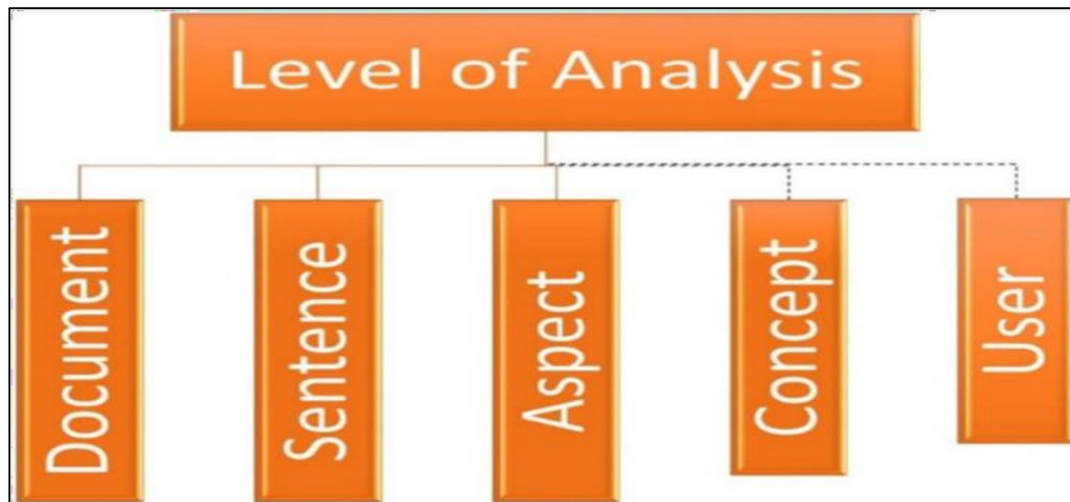 Level of Analysis
Document
Sentence
Aspect
Concept
User